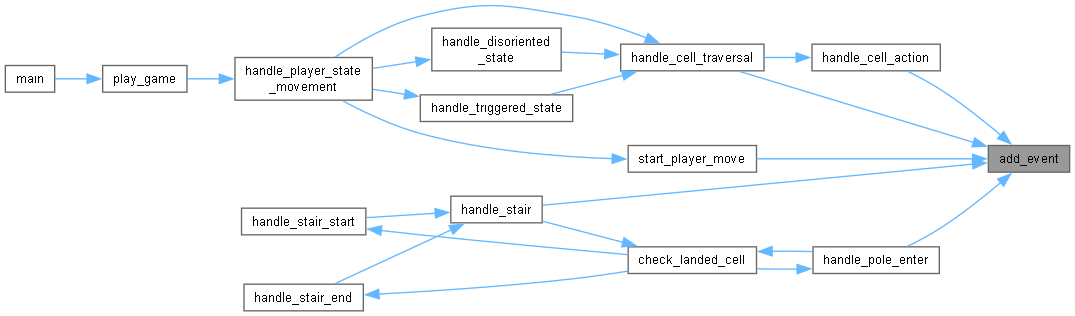 main
play_game
handle_player_state
_movement
handle_disoriented
_state
handle_triggered_state
handle_cell_traversal
handle_cell_action
start_player_move
add_event
handle_stair_start
handle_stair
handle_stair_end
check_landed_cell
handle_pole_enter